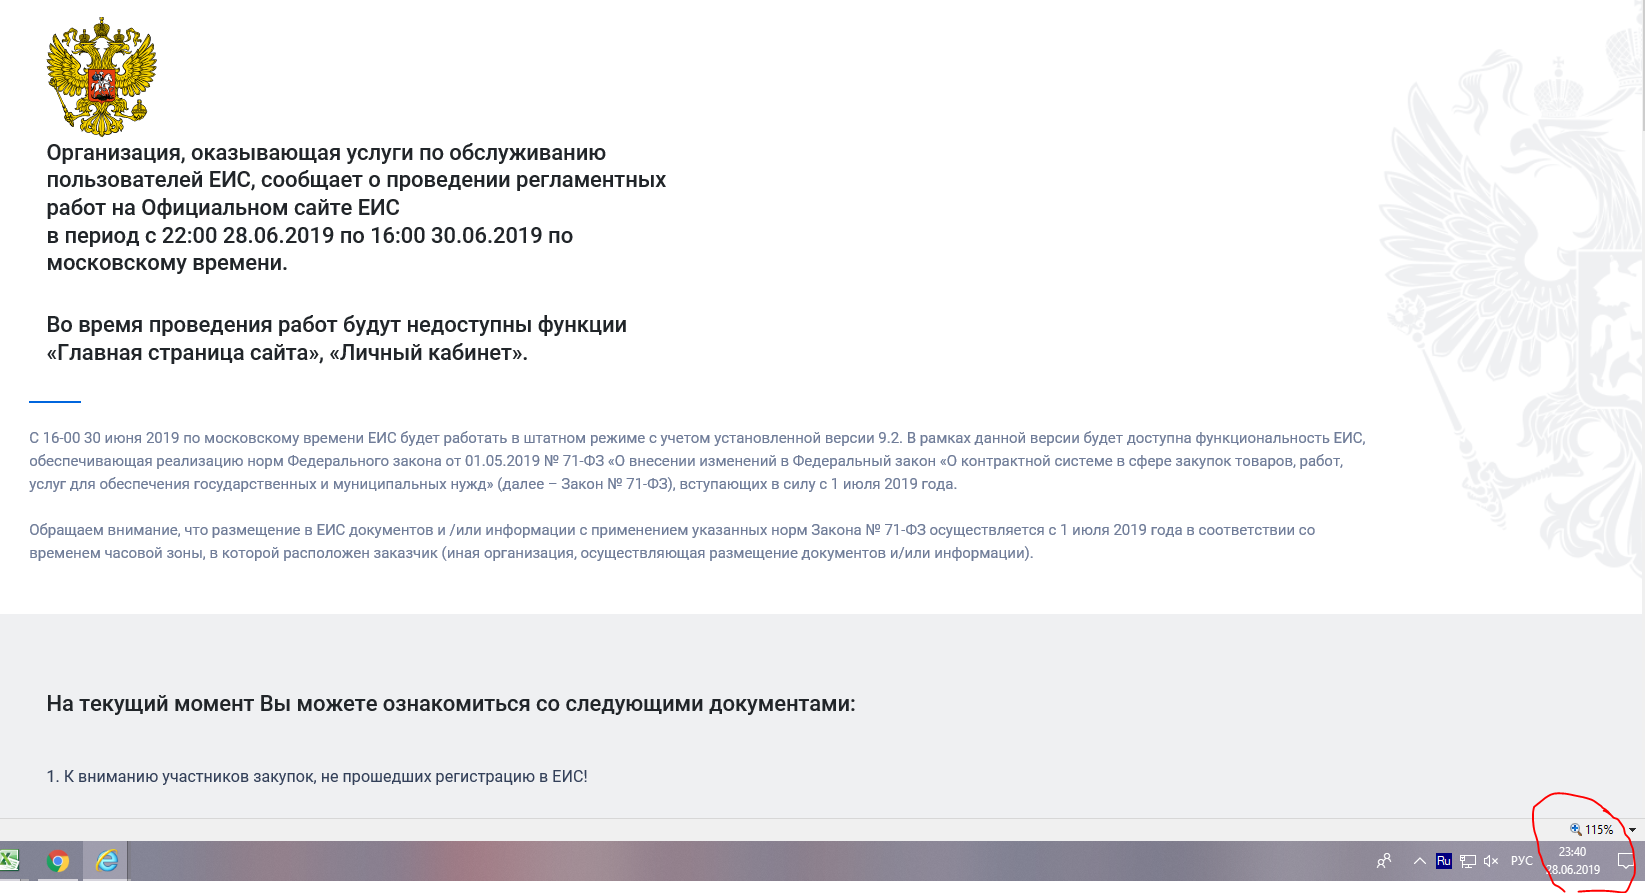 Организация, оказывающая услуги по обслуживанию
пользователей ЕИС, сообщает о проведении регламентных
работ на Официальном сайте ЕИС
в период с 22:00 28.06.2019 по 16:00 30.06.2019 по
московскому времени.
Во время проведения работ будут недоступны функции
«Главная страница сайта», «Личный кабинет».
С 16-00 30 июня 2019 по московскому времени ЕИС будет работать в штатном режиме с учетом установленной версии 9.2. В рамках данной версии будет доступна функциональность ЕИС,
обеспечивающая реализацию норм Федерального закона от 01.05.2019 № 71-ФЗ «О внесении изменений в Федеральный закон «О контрактной системе в сфере закупок товаров, работ,
услуг для обеспечения государственных и муниципальных нужд» (далее – Закон № 71-ФЗ), вступающих в силу с 1 июля 2019 года.
Обращаем внимание, что размещение в ЕИС документов и /или информации с применением указанных норм Закона № 71-ФЗ осуществляется с 1 июля 2019 года в соответствии со
временем часовой зоны, в которой расположен заказчик (иная организация, осуществляющая размещение документов и/или информации).
На текущий момент Вы можете ознакомиться со следующими документами:
1. К вниманию участников закупок, не прошедших регистрацию в ЕИС!
115%
Ru РУС 23:40
28.06.2019